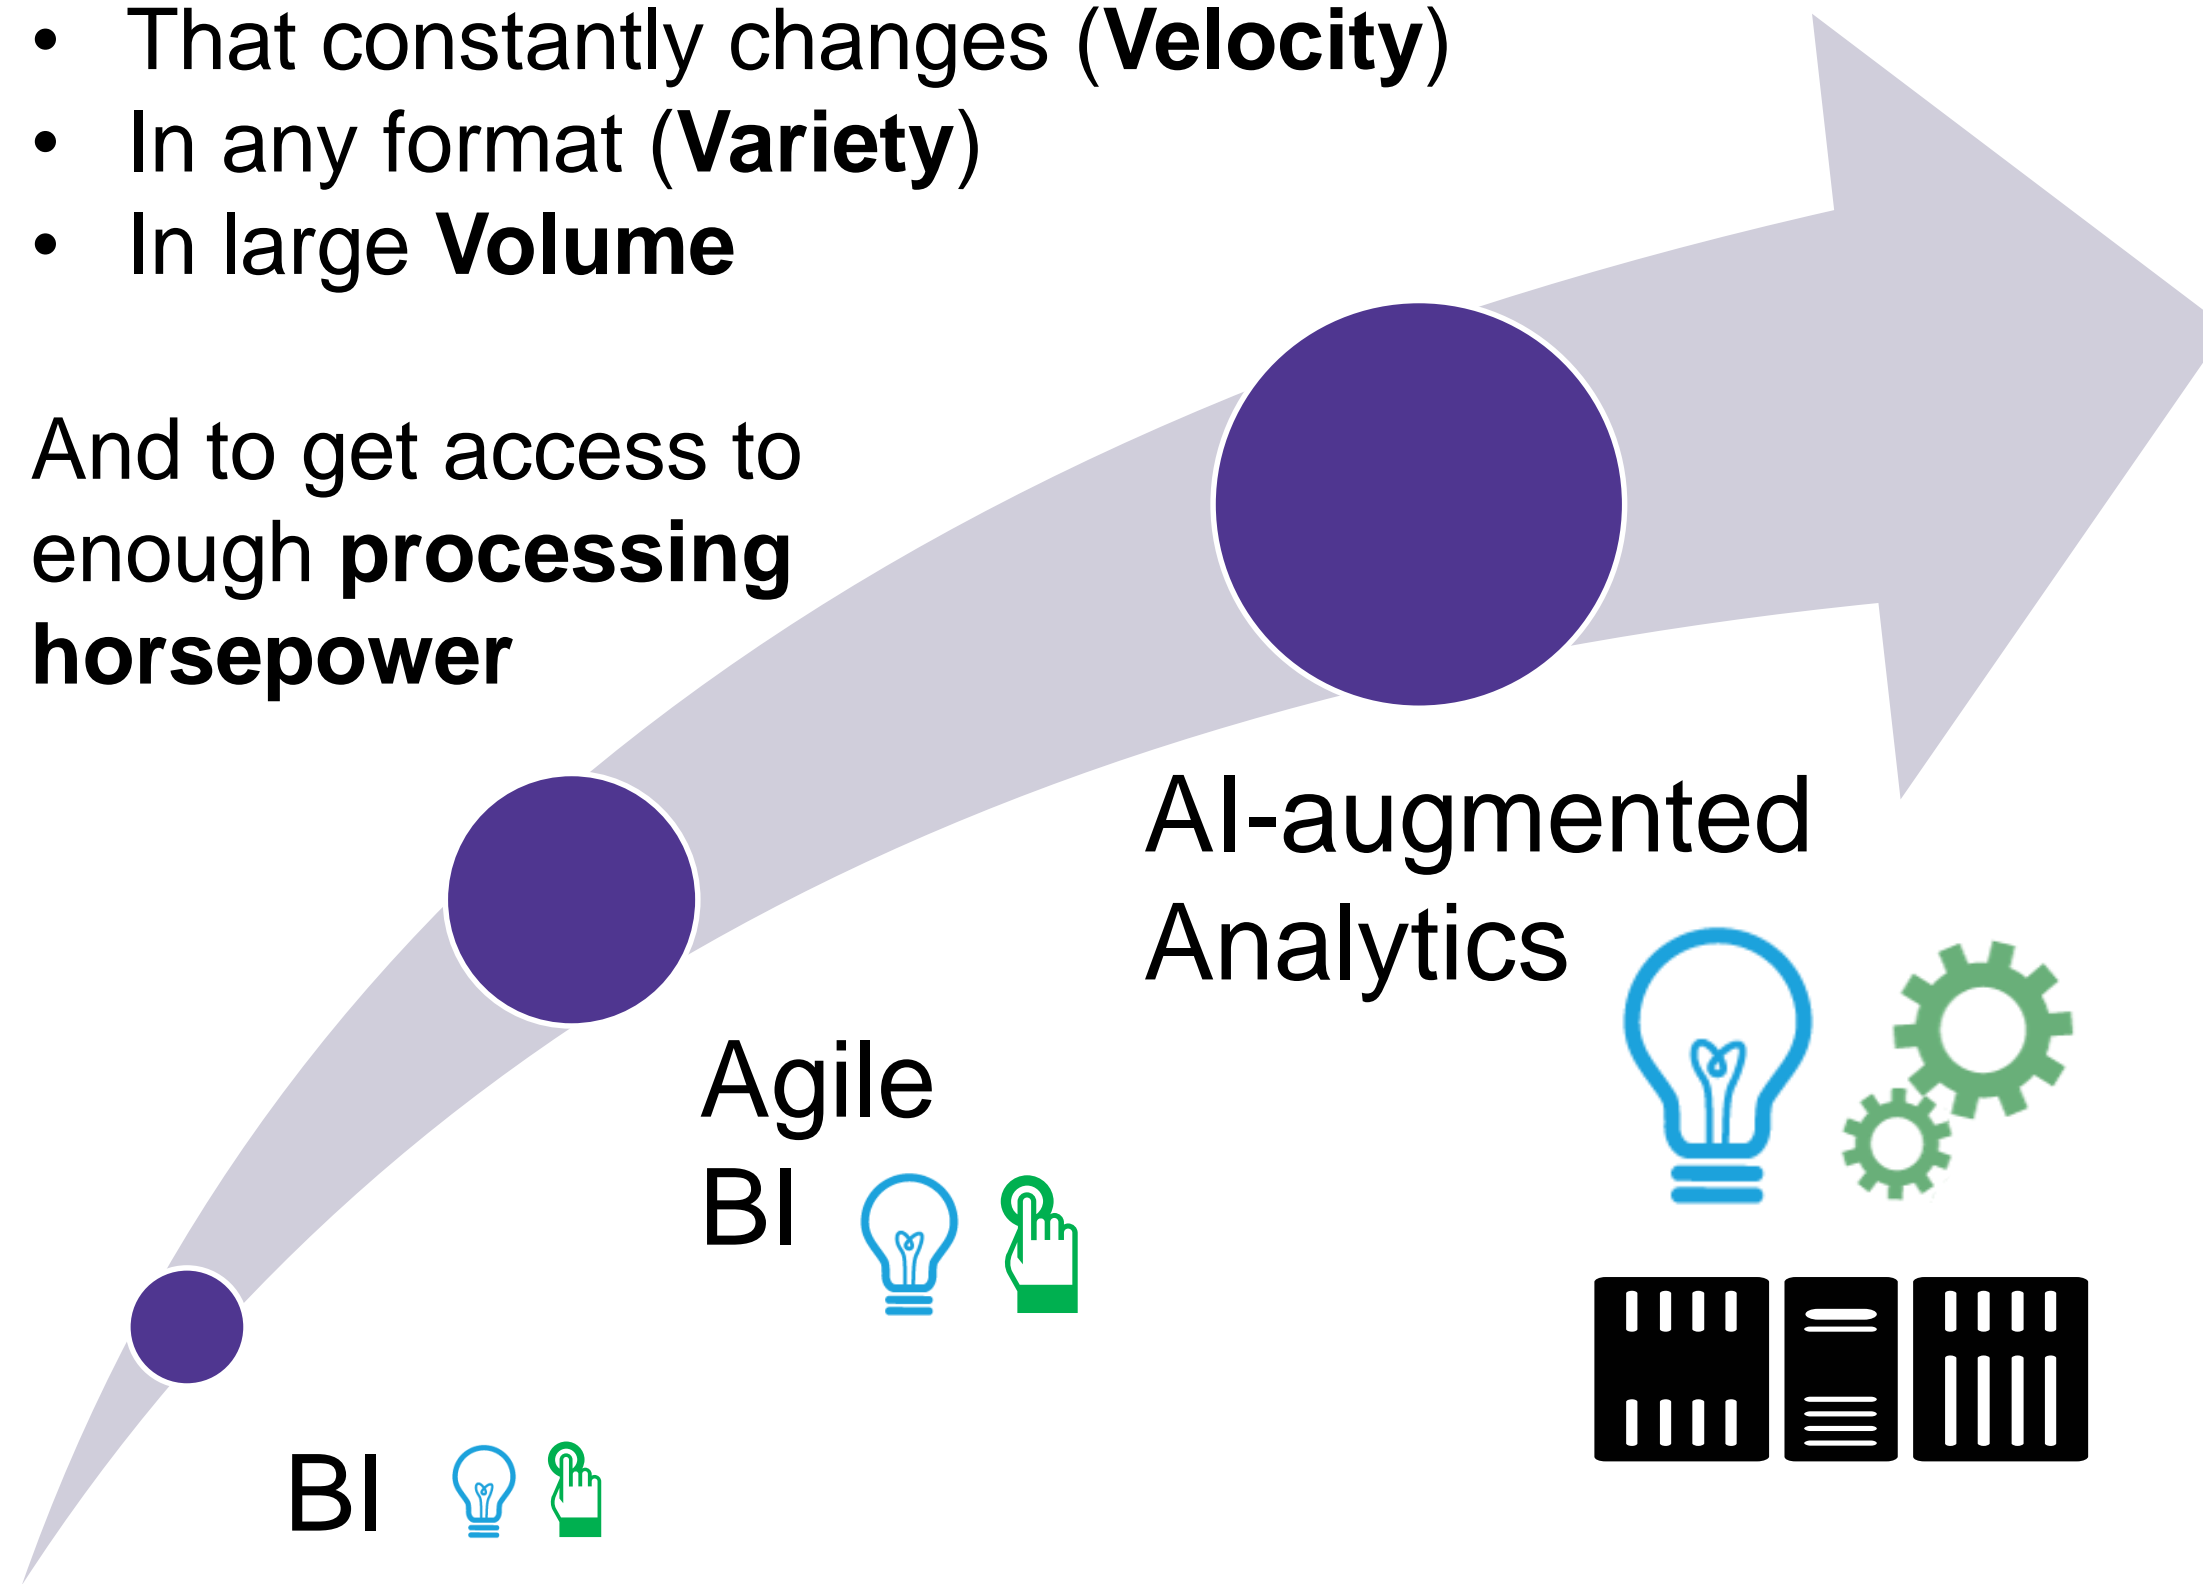 • That constantly changes (Velocity)
• In any format (Variety)
• In large Volume
And to get access to
enough processing
horsepower
AI-augmented
Analytics
Agile
BI
BI